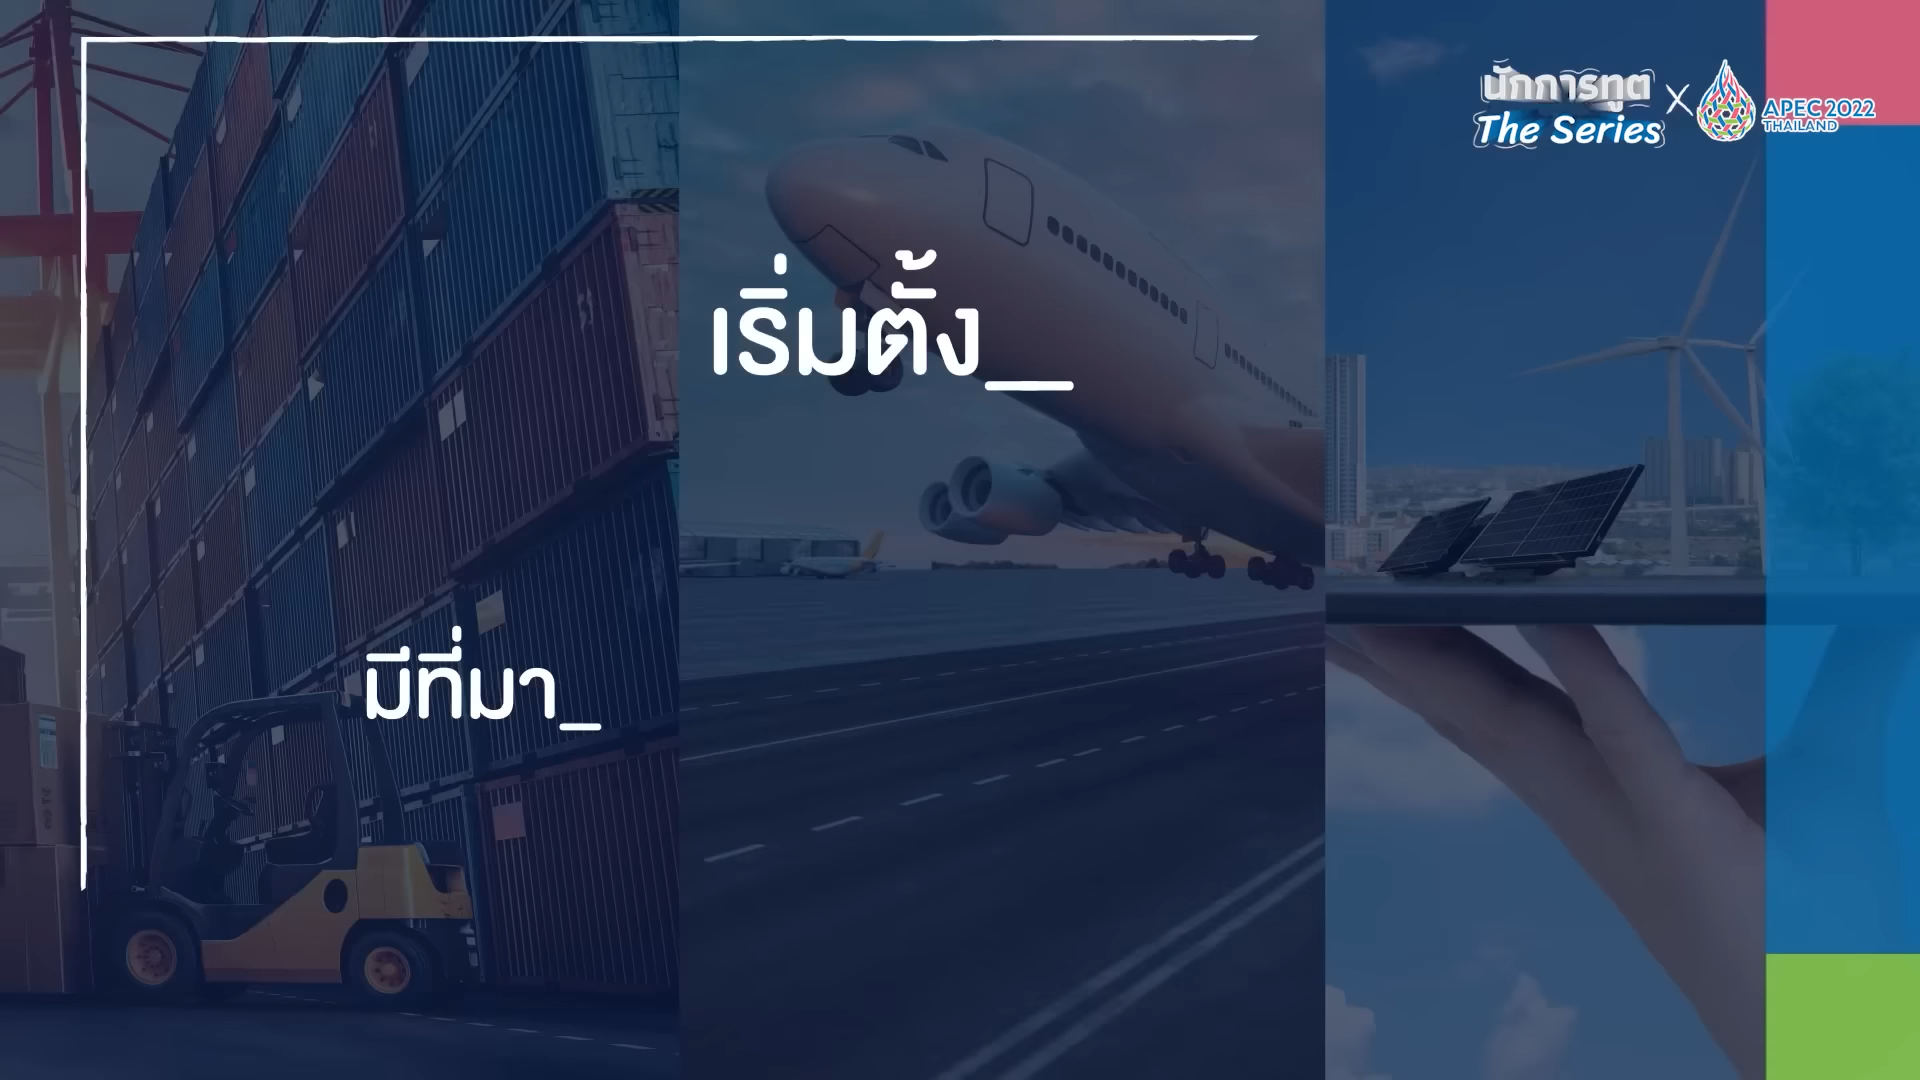 นักการทูต
The Series
X
APEC 2022
THAILAND
เริ่มตั้ง_
มีที่มา_